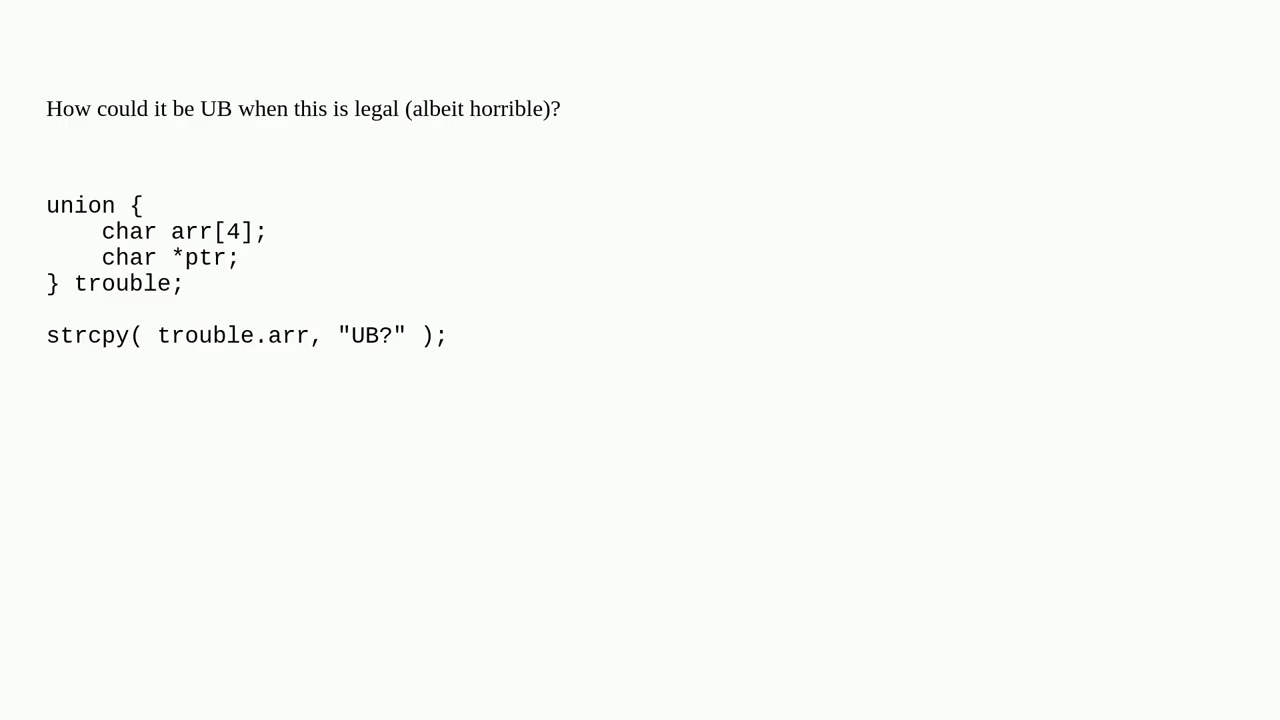 How could it be UB when this is legal (albeit horrible)?
union {
    char arr[4];
    char *ptr;
} trouble;
strcpy( trouble.arr, "UB?" );